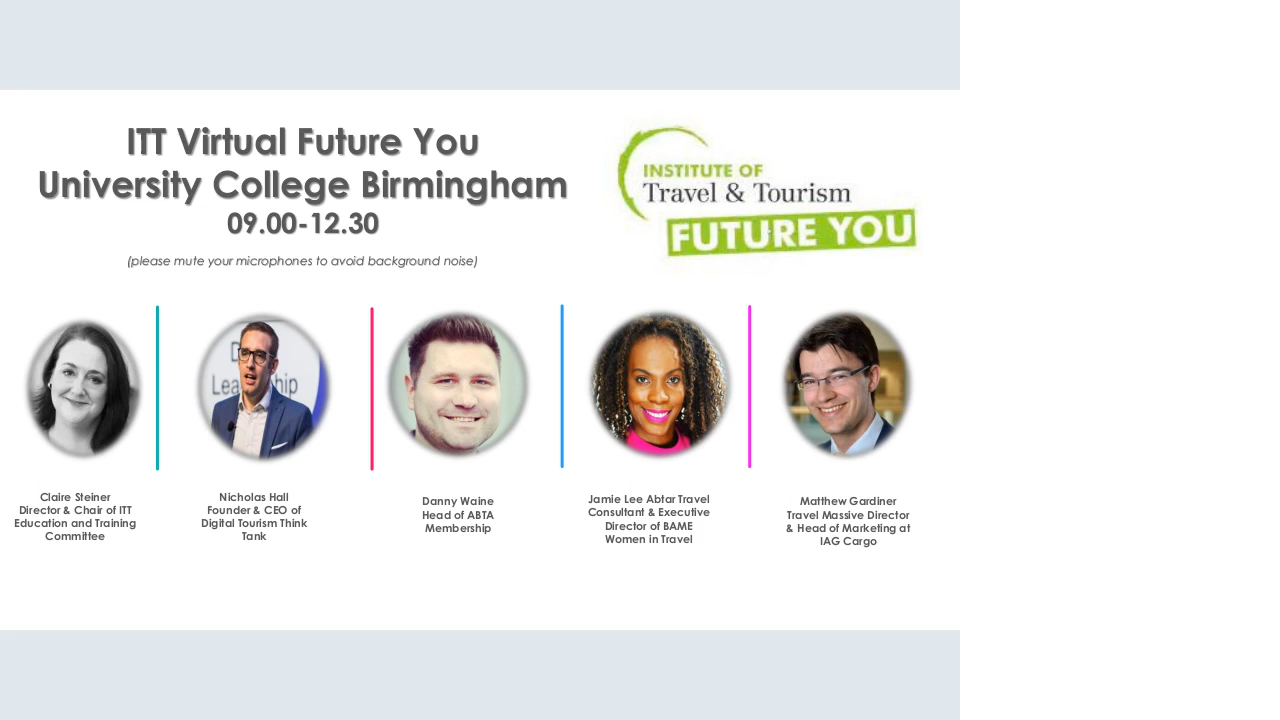 ITT Virtual Future You
University College Birmingham
09.00-12.30
(please mute your microphones to avoid background noise)
INSTITUTE OF
Travel & Tourism
FUTURE YOU
Claire Steiner
Director & Chair of ITT
Education and Training
Committee
Nicholas Hall
Founder & CEO of
Digital Tourism Think
Tank
Danny Waine
Head of ABTA
Membership
Jamie Lee Abtar Travel
Consultant & Executive
Director of BAME
Women in Travel
Matthew Gardiner
Travel Massive Director
& Head of Marketing at
IAG Cargo